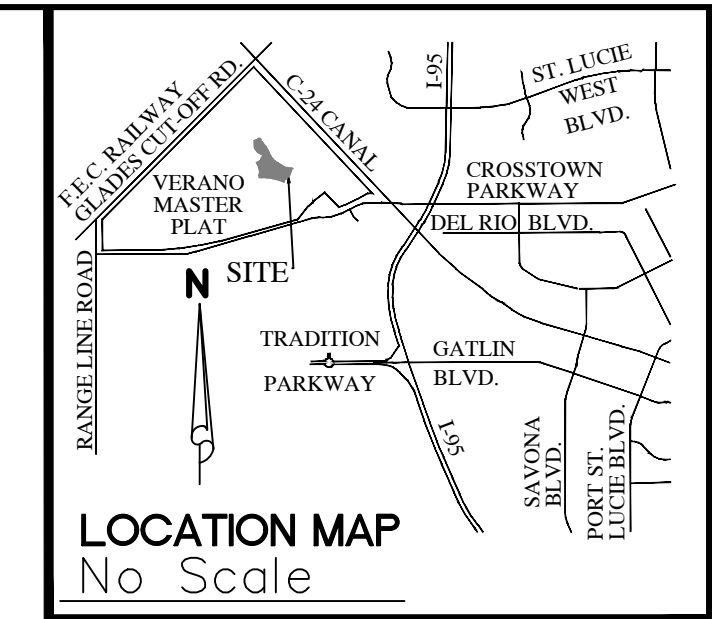 I-95
ST. LUCIE
WEST
BLVD.
F.E.C. RAILWAY
GLADES CUT-OFF RD.
C-24 CANAL
VERANO
MASTER
PLAT
CROSSTOWN
PARKWAY
DEL RIO BLVD.
RANGE LINE ROAD
N
SITE
TRADITION
PARKWAY
GATLIN
BLVD.
I-95
SAVONA
BLVD.
PORT ST.
LUCIE BLVD.
LOCATION MAP
No Scale